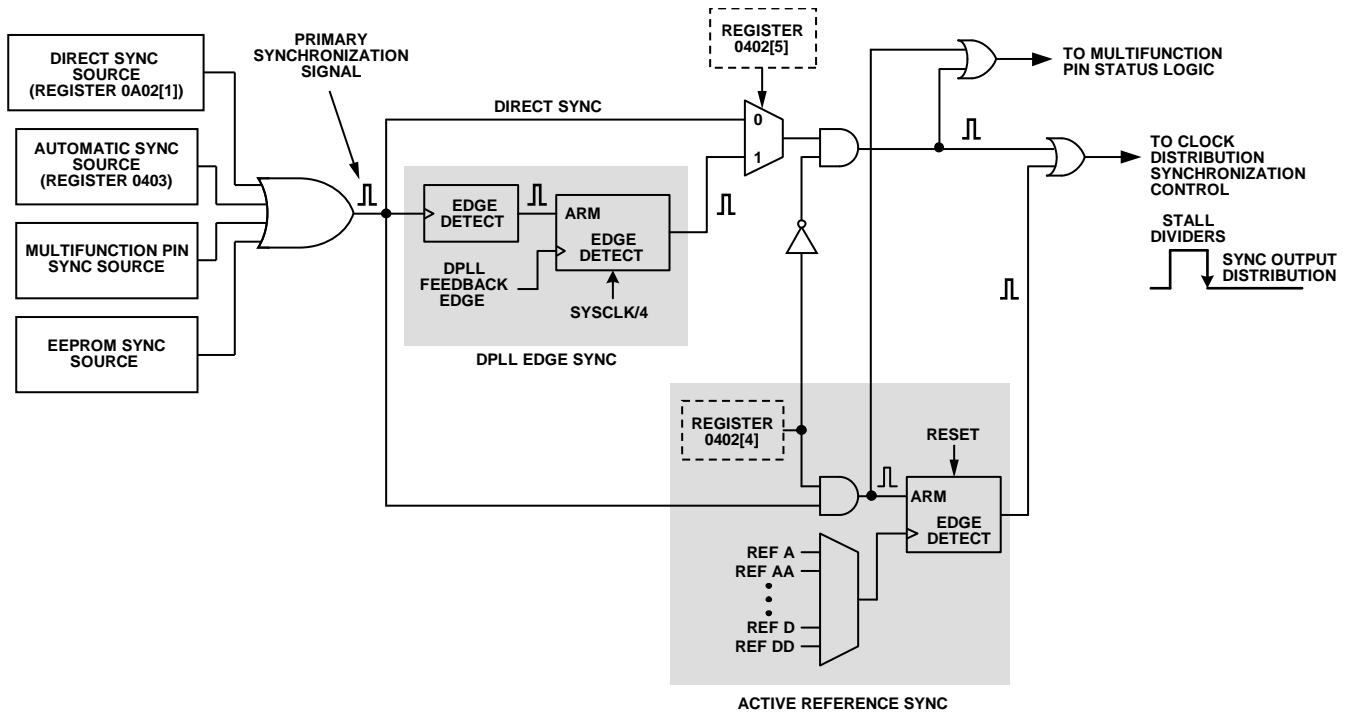 DIRECT SYNC
SOURCE
(REGISTER 0A02[1])
AUTOMATIC SYNC
SOURCE
(REGISTER 0403)
MULTIFUNCTION PIN
SYNC SOURCE
EEPROM SYNC
SOURCE
PRIMARY
SYNCHRONIZATION
SIGNAL
DIRECT SYNC
EDGE
DETECT
ARM
EDGE
DETECT
DPLL
FEEDBACK
EDGE
SYSCLK/4
DPLL EDGE SYNC
REGISTER
0402[5]
0
1
TO MULTIFUNCTION
PIN STATUS LOGIC
TO CLOCK
DISTRIBUTION
SYNCHRONIZATION
CONTROL
STALL
DIVIDERS
SYNC OUTPUT
DISTRIBUTION
REGISTER
0402[4]
RESET
ARM
EDGE
DETECT
REF A
REF AA
REF D
REF DD
ACTIVE REFERENCE SYNC